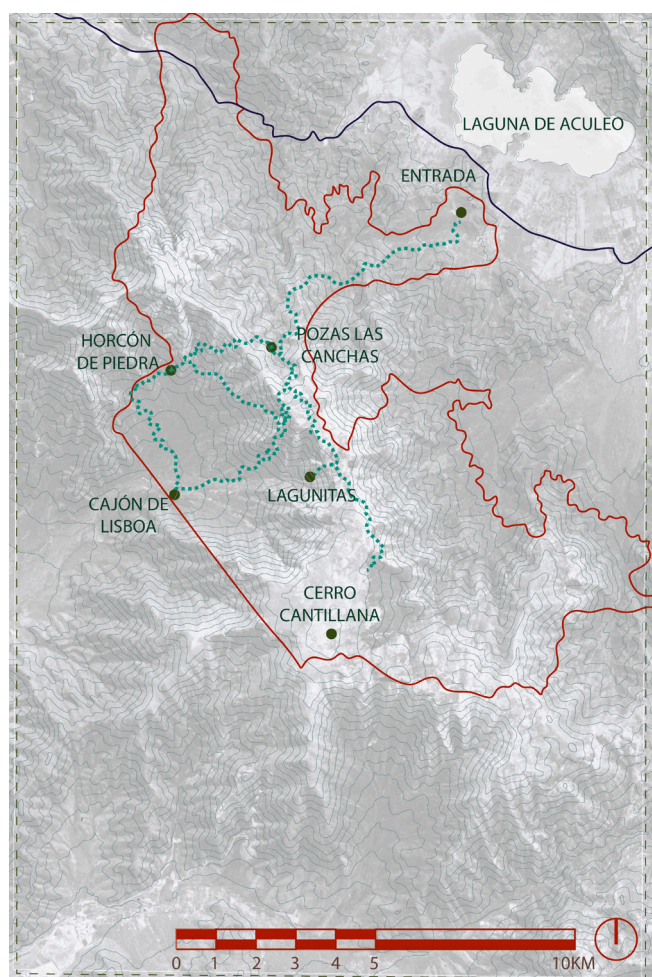 LAGUNA DE ACULEO
ENTRADA
HORCÓN
DE PIEDRA
POZAS LAS
CANCHAS
CAJÓN DE
LISBOA
LAGUNITAS
CERRO
CANTILLANA
0 1 2 3 4 5 10KM